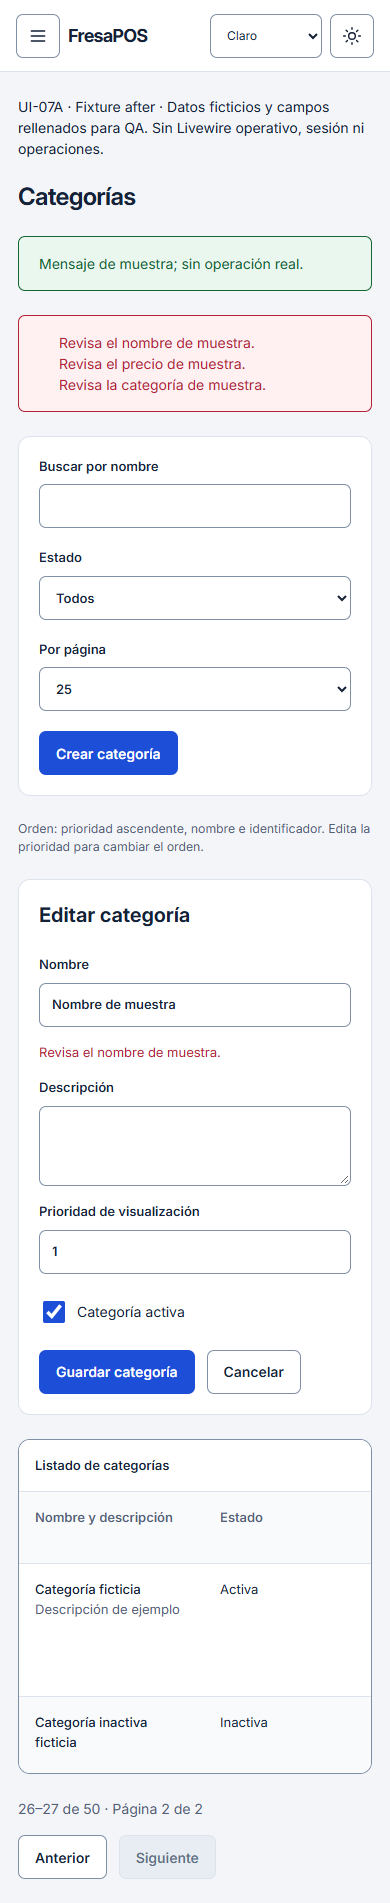 FresaPOS
Claro
UI-07A · Fixture after · Datos ficticios y campos
rellenados para QA. Sin Livewire operativo, sesión ni
operaciones.
Categorías
Mensaje de muestra; sin operación real.
Revisa el nombre de muestra.
Revisa el precio de muestra.
Revisa la categoría de muestra.
Buscar por nombre
Estado
Todos
Por página
25
Crear categoría
Orden: prioridad ascendente, nombre e identificador. Edita la
prioridad para cambiar el orden.
Editar categoría
Nombre
Nombre de muestra
Revisa el nombre de muestra.
Descripción
Prioridad de visualización
1
Categoría activa
Guardar categoría
Cancelar
Listado de categorías
Nombre y descripción
Estado
Categoría ficticia
Activa
Descripción de ejemplo
Categoría inactiva
Inactiva
ficticia
26–27 de 50 · Página 2 de 2
Anterior
Siguiente